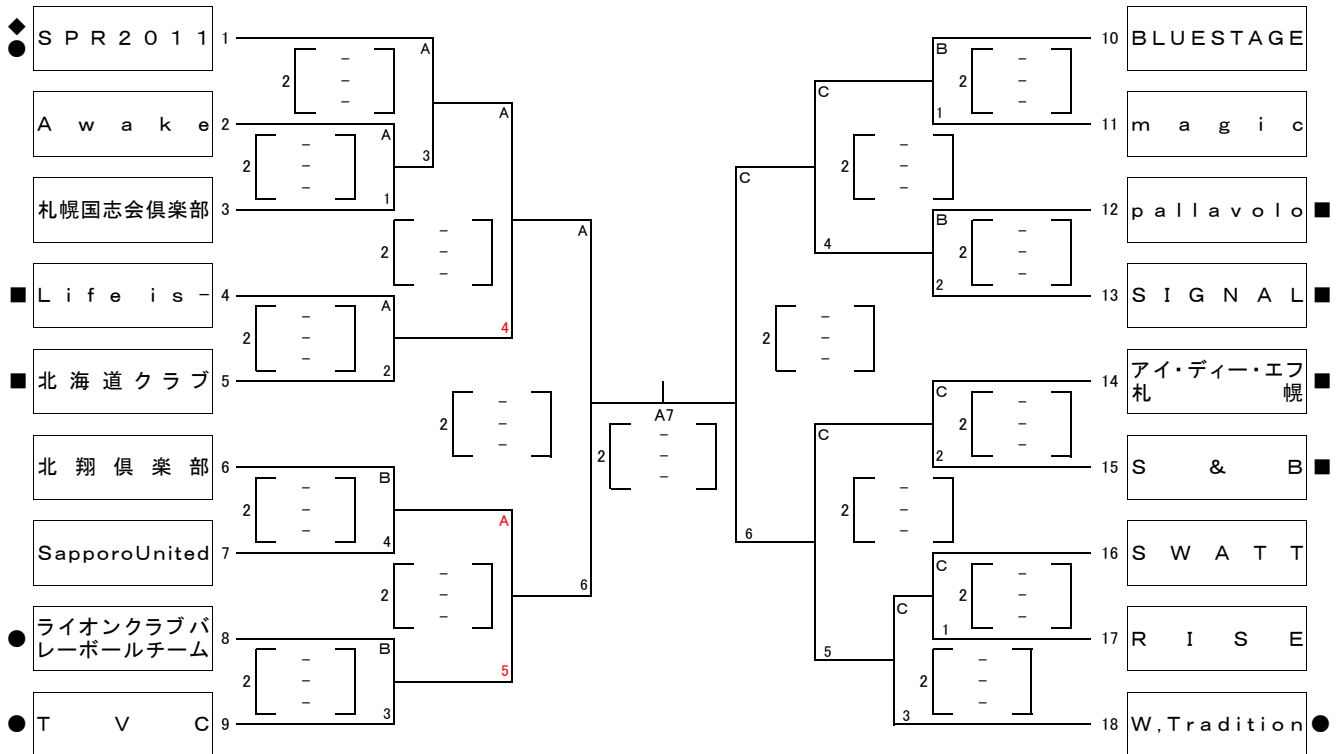 ◆
● SPR2011 1
Awake 2
札幌国志会倶楽部 3
■ Life is- 4
■ 北海道クラブ 5
北翔倶楽部 6
SapporoUnited 7
● ライオンクラブバ
レーボールチーム 8
● TVC 9
A
2 - - -
3
A
2 - - -
1
A
2 - - -
4
A
2 - - -
2
A
2 - - -
6
B
2 - - -
4
A
2 - - -
5
B
2 - - -
3
A7
2 - - -
C
2 - - -
6
C
2 - - -
4
B
2 - - -
1
B
2 - - -
2
C
2 - - -
5
C
2 - - -
2
C
2 - - -
1
C
2 - - -
3
10 BLUESTAGE
11 magic
12 pallavolo ■
13 SIGNAL ■
14 アイ・ディー・エフ
札幌 ■
15 S&B ■
16 SWATT
17 RISE
18 W,Tradition ●